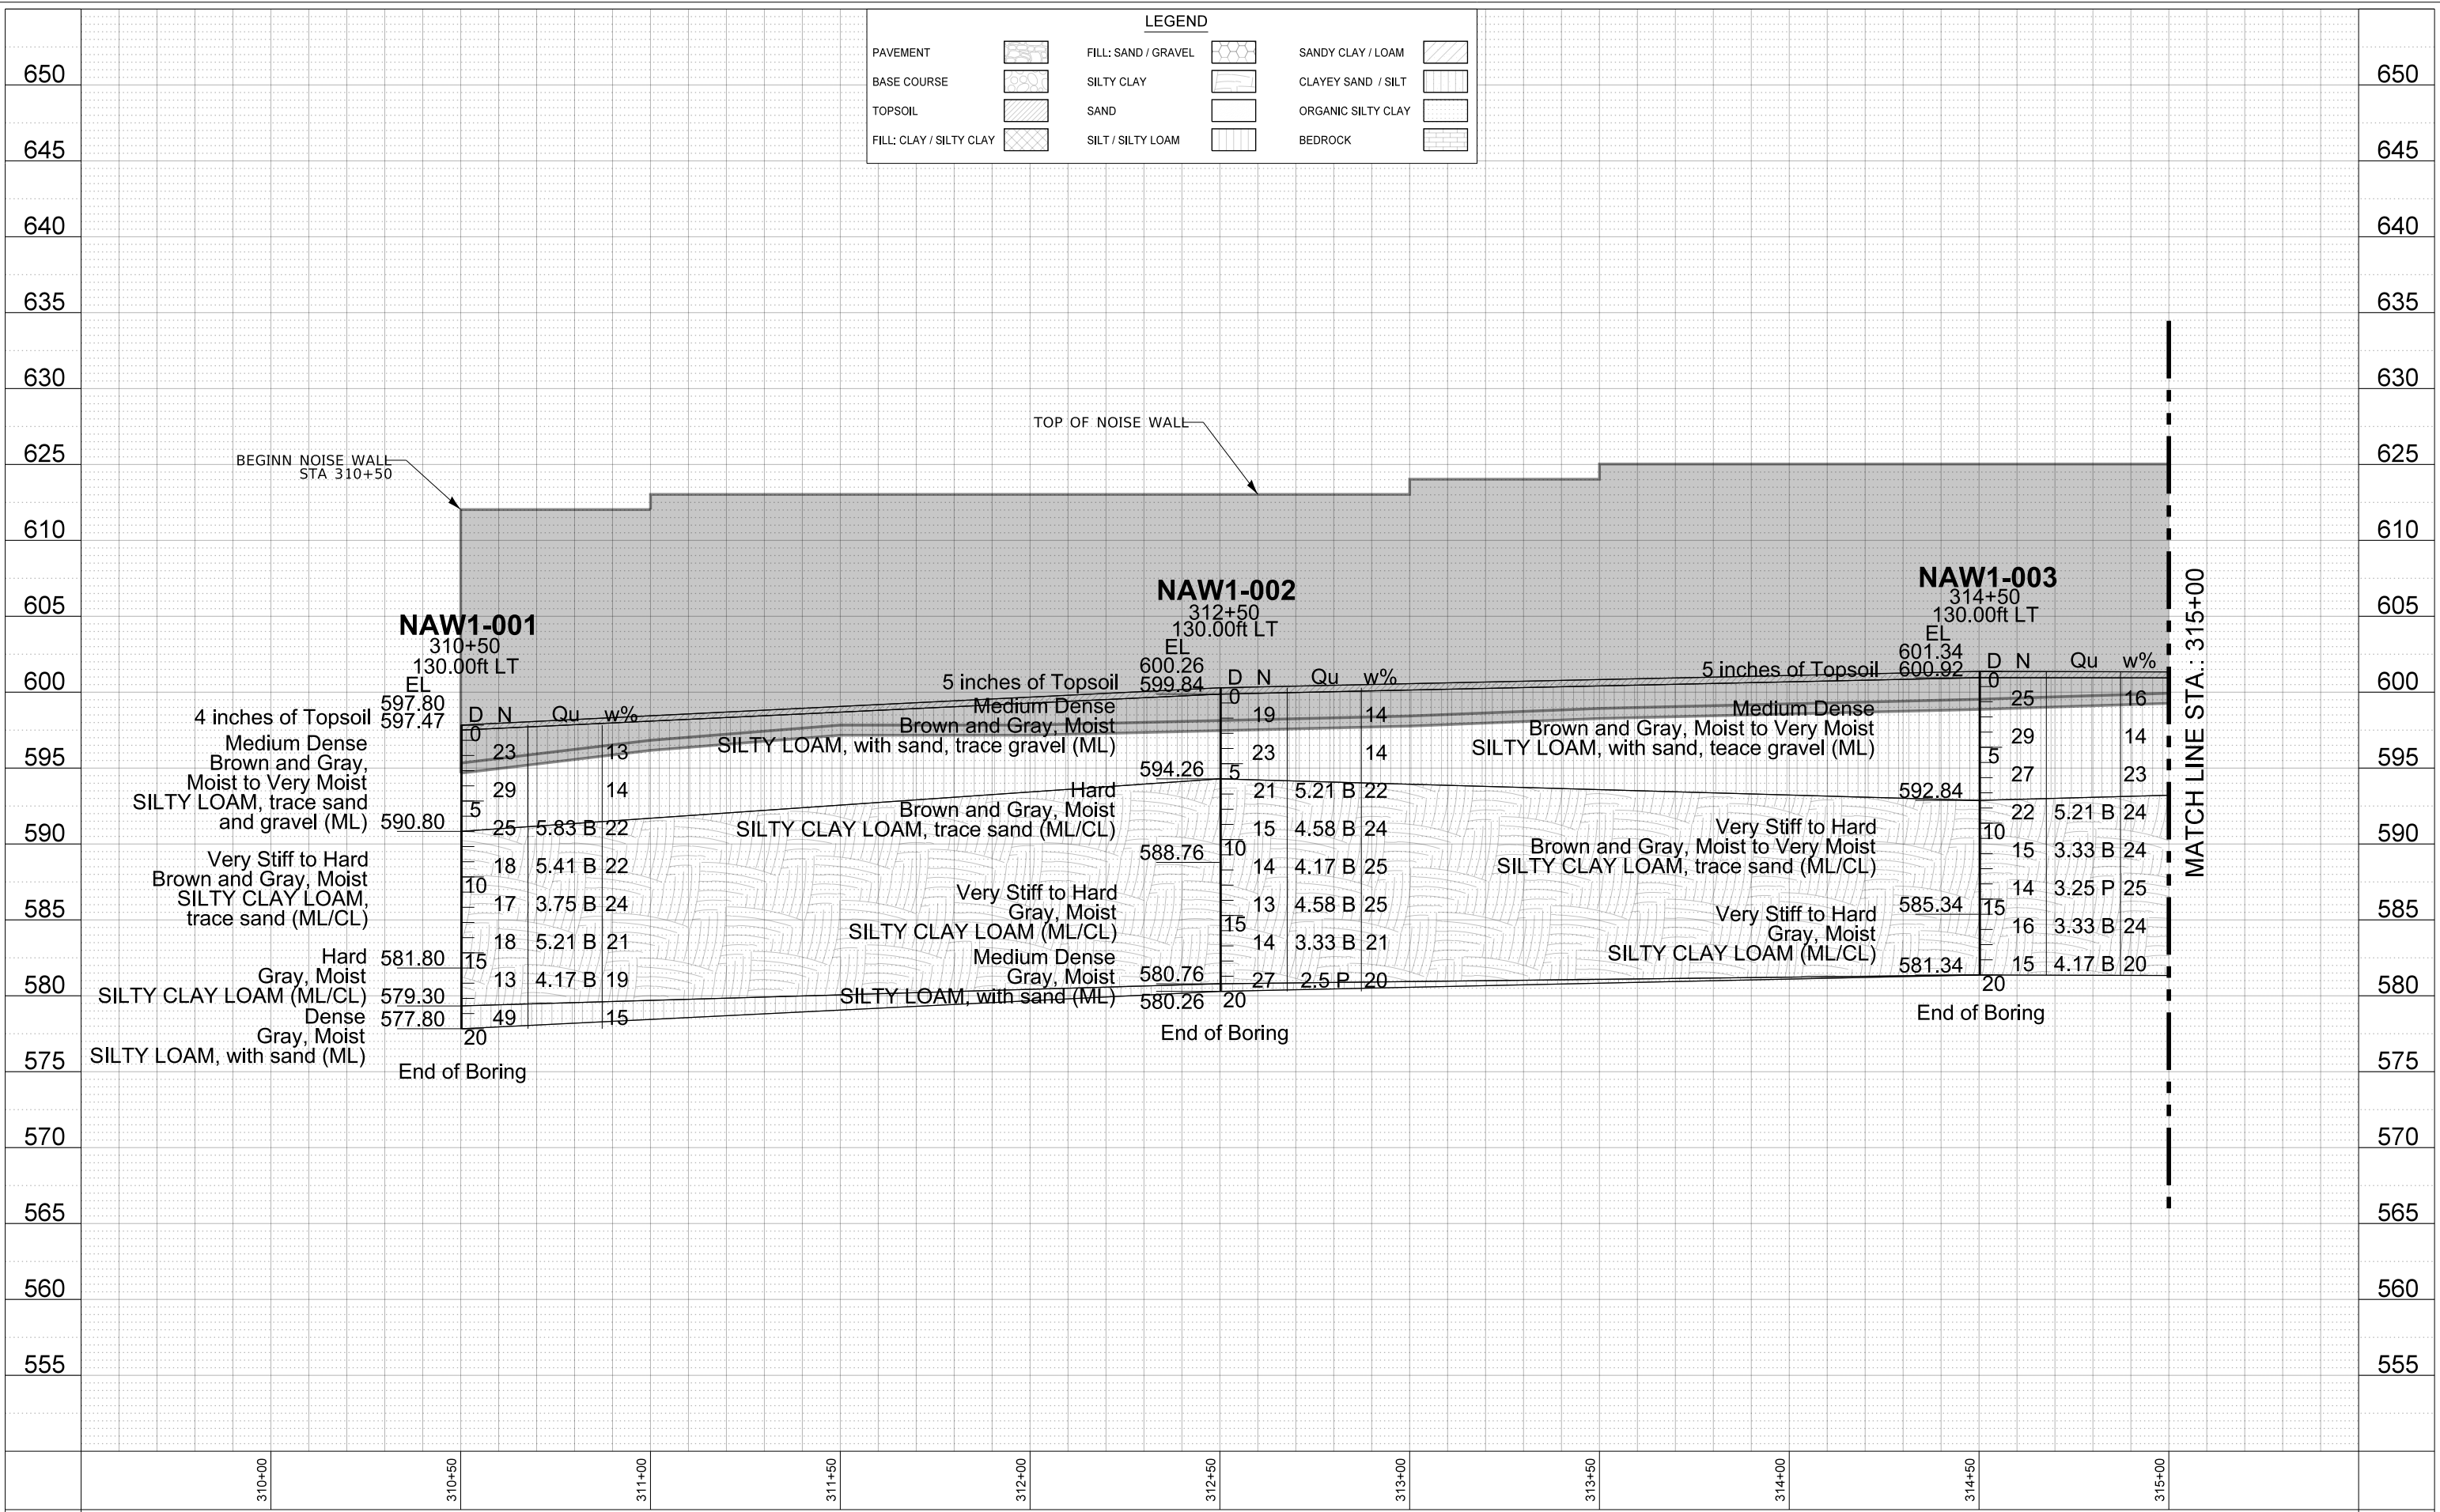 LEGEND
PAVEMENT
FILL: SAND / GRAVEL
SANDY CLAY / LOAM
BASE COURSE
SILTY CLAY
CLAYEY SAND / SILT
TOPSOIL
SAND
ORGANIC SILTY CLAY
FILL: CLAY / SILTY CLAY
SILT / SILTY LOAM
BEDROCK
650
645
640
635
630
625
610
605
600
595
590
585
580
575
570
565
560
555
BEGINN NOISE WALL
STA 310+50
TOP OF NOISE WALL
NAW1-001
310+50
130.00ft LT
EL
597.80
597.47
D N Qu w%
0
5
10
15
20
23 13
29 14
25 5.83 B 22
18 5.41 B 22
17 3.75 B 24
18 5.21 B 21
13 4.17 B 19
49 15
4 inches of Topsoil
Medium Dense
Brown and Gray,
Moist to Very Moist
SILTY LOAM, trace sand
and gravel (ML)
590.80
Very Stiff to Hard
Brown and Gray, Moist
SILTY CLAY LOAM,
trace sand (ML/CL)
581.80
Hard
Gray, Moist
SILTY CLAY LOAM (ML/CL)
579.30
Dense
577.80
Gray, Moist
SILTY LOAM, with sand (ML)
End of Boring
NAW1-002
312+50
130.00ft LT
EL
600.26
599.84
D N Qu w%
0
5
10
15
20
19 14
23 14
21 5.21 B 22
15 4.58 B 24
14 4.17 B 25
13 4.58 B 25
14 3.33 B 21
27 2.5 P 20
5 inches of Topsoil
Medium Dense
Brown and Gray, Moist
SILTY LOAM, with sand, trace gravel (ML)
594.26
Hard
Brown and Gray, Moist
SILTY CLAY LOAM, trace sand (ML/CL)
588.76
Very Stiff to Hard
Gray, Moist
SILTY CLAY LOAM (ML/CL)
Medium Dense
Gray, Moist
580.76
SILTY LOAM, with sand (ML)
580.26
End of Boring
NAW1-003
314+50
130.00ft LT
EL
601.34
600.92
D N Qu w%
0
5
10
15
20
25 16
29 14
27 23
22 5.21 B 24
15 3.33 B 24
14 3.25 P 25
16 3.33 B 24
15 4.17 B 20
5 inches of Topsoil
Medium Dense
Brown and Gray, Moist to Very Moist
SILTY LOAM, with sand, teace gravel (ML)
592.84
Very Stiff to Hard
Brown and Gray, Moist to Very Moist
SILTY CLAY LOAM, trace sand (ML/CL)
585.34
Very Stiff to Hard
Gray, Moist
SILTY CLAY LOAM (ML/CL)
581.34
End of Boring
MATCH LINE STA.: 315+00
650
645
640
635
630
625
610
605
600
595
590
585
580
575
570
565
560
555
310+00
310+50
311+00
311+50
312+00
312+50
313+00
313+50
314+00
314+50
315+00